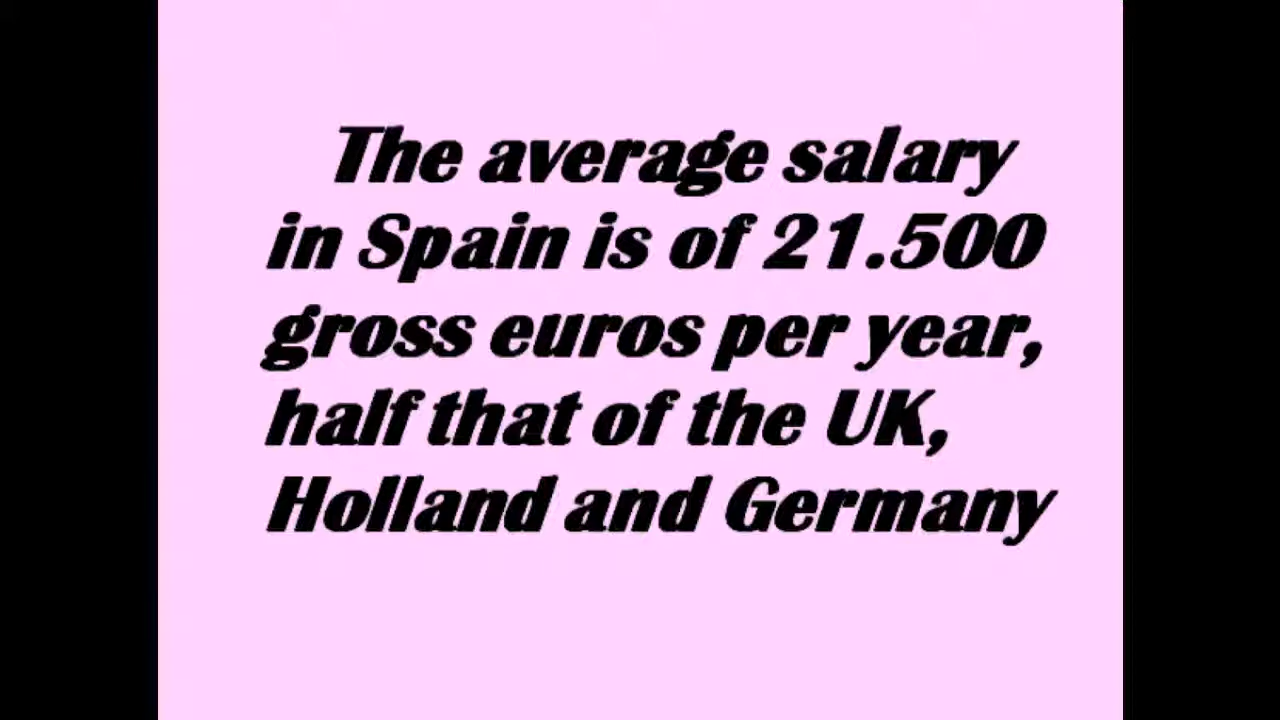 The average salary
in Spain is of 21.500
gross euros per year,
half that of the UK,
Holland and Germany